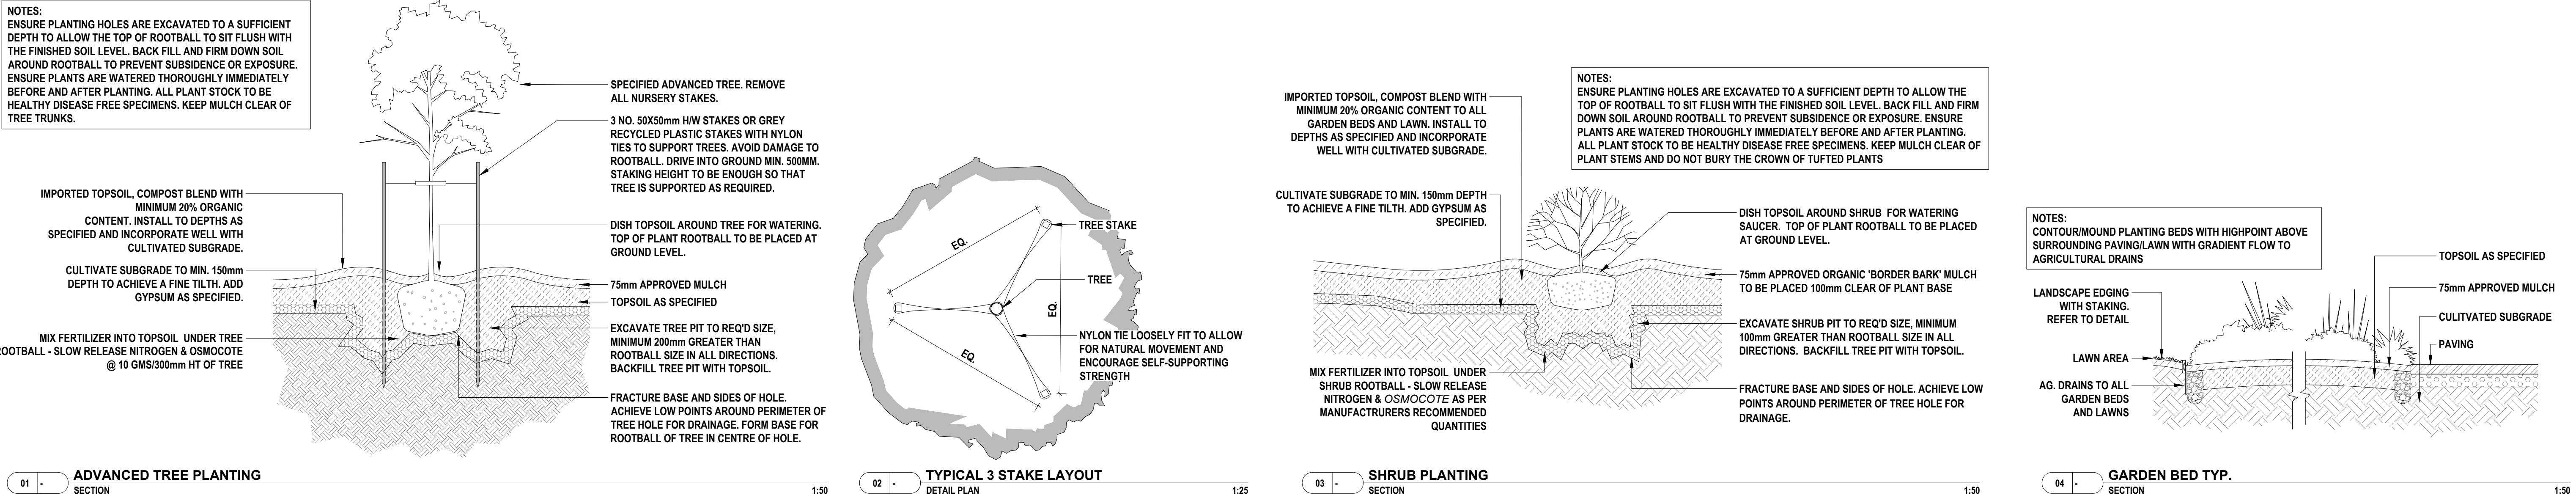 NOTES:
ENSURE PLANTING HOLES ARE EXCAVATED TO A SUFFICIENT
DEPTH TO ALLOW THE TOP OF ROOTBALL TO SIT FLUSH WITH
THE FINISHED SOIL LEVEL. BACK FILL AND FIRM DOWN SOIL
AROUND ROOTBALL TO PREVENT SUBSIDENCE OR EXPOSURE.
ENSURE PLANTS ARE WATERED THOROUGHLY IMMEDIATELY
BEFORE AND AFTER PLANTING. ALL PLANT STOCK TO BE
HEALTHY DISEASE FREE SPECIMENS. KEEP MULCH CLEAR OF
TREE TRUNKS.
IMPORTED TOPSOIL, COMPOST BLEND WITH
MINIMUM 20% ORGANIC
CONTENT. INSTALL TO DEPTHS AS
SPECIFIED AND INCORPORATE WELL WITH
CULTIVATED SUBGRADE.
CULTIVATE SUBGRADE TO MIN. 150mm
DEPTH TO ACHIEVE A FINE TILTH. ADD
GYPSUM AS SPECIFIED.
MIX FERTILIZER INTO TOPSOIL UNDER TREE
ROOTBALL - SLOW RELEASE NITROGEN & OSMOCOTE
@ 10 GMS/300mm HT OF TREE
SPECIFIED ADVANCED TREE. REMOVE
ALL NURSERY STAKES.
3 NO. 50X50mm H/W STAKES OR GREY
RECYCLED PLASTIC STAKES WITH NYLON
TIES TO SUPPORT TREES. AVOID DAMAGE TO
ROOTBALL. DRIVE INTO GROUND MIN. 500MM.
STAKING HEIGHT TO BE ENOUGH SO THAT
TREE IS SUPPORTED AS REQUIRED.
DISH TOPSOIL AROUND TREE FOR WATERING.
TOP OF PLANT ROOTBALL TO BE PLACED AT
GROUND LEVEL.
75mm APPROVED MULCH
TOPSOIL AS SPECIFIED
EXCAVATE TREE PIT TO REQ'D SIZE,
MINIMUM 200mm GREATER THAN
ROOTBALL SIZE IN ALL DIRECTIONS.
BACKFILL TREE PIT WITH TOPSOIL.
FRACTURE BASE AND SIDES OF HOLE.
ACHIEVE LOW POINTS AROUND PERIMETER OF
TREE HOLE FOR DRAINAGE. FORM BASE FOR
ROOTBALL OF TREE IN CENTRE OF HOLE.
01 -
ADVANCED TREE PLANTING
SECTION 1:50
EQ.
EQ.
EQ.
TREE STAKE
TREE
NYLON TIE LOOSELY FIT TO ALLOW
FOR NATURAL MOVEMENT AND
ENCOURAGE SELF-SUPPORTING
STRENGTH
02 -
TYPICAL 3 STAKE LAYOUT
DETAIL PLAN 1:25
IMPORTED TOPSOIL, COMPOST BLEND WITH
MINIMUM 20% ORGANIC CONTENT TO ALL
GARDEN BEDS AND LAWN. INSTALL TO
DEPTHS AS SPECIFIED AND INCORPORATE
WELL WITH CULTIVATED SUBGRADE.
CULTIVATE SUBGRADE TO MIN. 150mm DEPTH
TO ACHIEVE A FINE TILTH. ADD GYPSUM AS
SPECIFIED.
MIX FERTILIZER INTO TOPSOIL UNDER
SHRUB ROOTBALL - SLOW RELEASE
NITROGEN & OSMOCOTE AS PER
MANUFACTRURERS RECOMMENDED
QUANTITIES
NOTES:
ENSURE PLANTING HOLES ARE EXCAVATED TO A SUFFICIENT DEPTH TO ALLOW THE
TOP OF ROOTBALL TO SIT FLUSH WITH THE FINISHED SOIL LEVEL. BACK FILL AND FIRM
DOWN SOIL AROUND ROOTBALL TO PREVENT SUBSIDENCE OR EXPOSURE. ENSURE
PLANTS ARE WATERED THOROUGHLY IMMEDIATELY BEFORE AND AFTER PLANTING.
ALL PLANT STOCK TO BE HEALTHY DISEASE FREE SPECIMENS. KEEP MULCH CLEAR OF
PLANT STEMS AND DO NOT BURY THE CROWN OF TUFTED PLANTS
DISH TOPSOIL AROUND SHRUB FOR WATERING
SAUCER. TOP OF PLANT ROOTBALL TO BE PLACED
AT GROUND LEVEL.
75mm APPROVED ORGANIC 'BORDER BARK' MULCH
TO BE PLACED 100mm CLEAR OF PLANT BASE
EXCAVATE SHRUB PIT TO REQ'D SIZE, MINIMUM
100mm GREATER THAN ROOTBALL SIZE IN ALL
DIRECTIONS. BACKFILL TREE PIT WITH TOPSOIL.
FRACTURE BASE AND SIDES OF HOLE. ACHIEVE LOW
POINTS AROUND PERIMETER OF TREE HOLE FOR
DRAINAGE.
03 -
SHRUB PLANTING
SECTION 1:50
NOTES:
CONTOUR/MOUND PLANTING BEDS WITH HIGHPOINT ABOVE
SURROUNDING PAVING/LAWN WITH GRADIENT FLOW TO
AGRICULTURAL DRAINS
LANDSCAPE EDGING
WITH STAKING.
REFER TO DETAIL
LAWN AREA
AG. DRAINS TO ALL
GARDEN BEDS
AND LAWNS
TOPSOIL AS SPECIFIED
75mm APPROVED MULCH
CULITVATED SUBGRADE
PAVING
04 -
GARDEN BED TYP.
SECTION 1:50